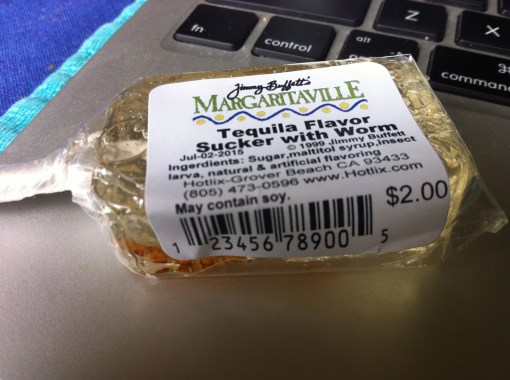 fn
control
alt
option
Z
X
⌘
command
Jimmy Buffett's
MARGARITAVILLE
Tequila Flavor
Sucker with Worm
Jul-02-2015 © 1999 Jimmy Buffett
Ingerdients: Sugar,maltitol syrup,insect
larva, natural & artificial flavoring
Hotlix-Grover Beach CA 93433
(805) 473-0596 www.Hotlix.com
May contain soy.
$2.00
1 23456 78900 5